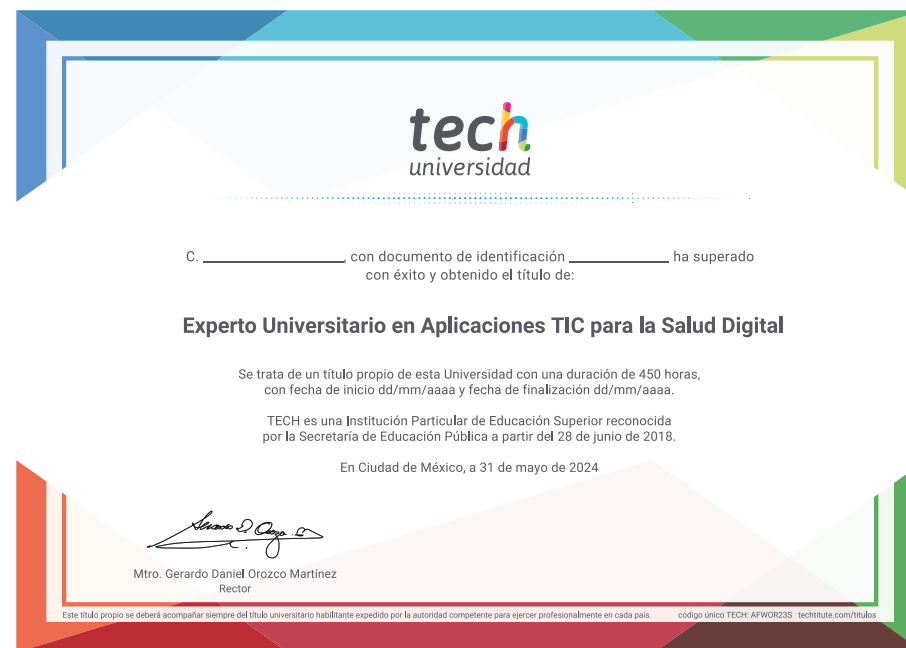 tech
universidad
C. ____________________, con documento de identificación ______________ ha superado
con éxito y obtenido el título de:
Experto Universitario en Aplicaciones TIC para la Salud Digital
Se trata de un título propio de esta Universidad con una duración de 450 horas,
con fecha de inicio dd/mm/aaaa y fecha de finalización dd/mm/aaaa.
TECH es una Institución Particular de Educación Superior reconocida
por la Secretaría de Educación Pública a partir del 28 de junio de 2018.
En Ciudad de México, a 31 de mayo de 2024
Mtro. Gerardo Daniel Orozco Martínez
Rector
Este título propio se deberá acompañar siempre del título universitario habilitante expedido por la autoridad competente para ejercer profesionalmente en cada país. código único TECH: AFWOR23S techtitute.com/titulos